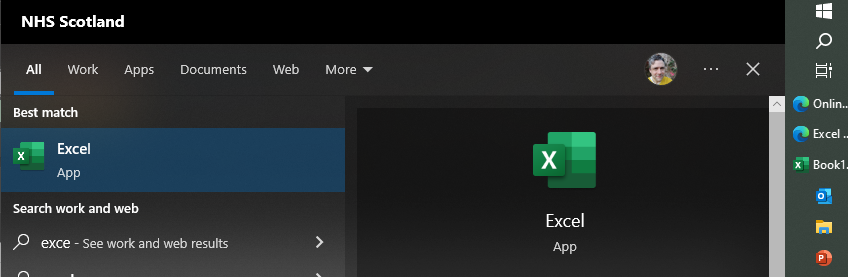 NHS Scotland
All Work Apps Documents Web More
Best match
Excel
App
Search work and web
exce - See work and web results
Excel
App
Onlin...
Excel ...
Book1.